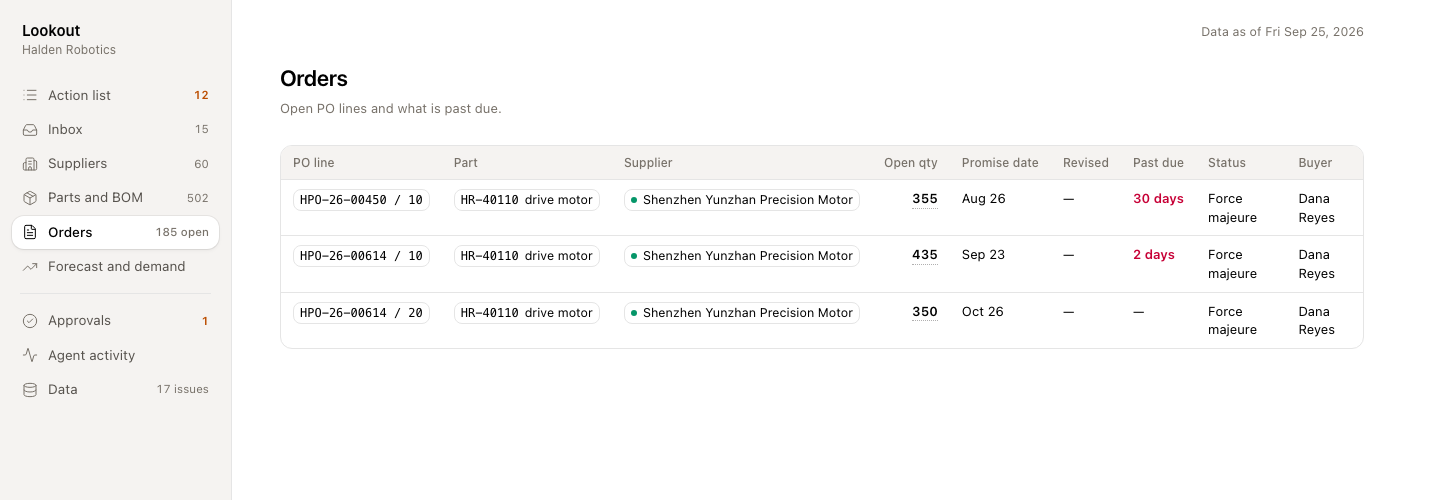 Lookout
Halden Robotics
Action list 12
Inbox 15
Suppliers 60
Parts and BOM 502
Orders 185 open
Forecast and demand
Approvals 1
Agent activity
Data 17 issues
Data as of Fri Sep 25, 2026
Orders
Open PO lines and what is past due.
PO line Part Supplier Open qty Promise date Revised Past due Status Buyer
HPO-26-00450 / 10 HR-40110 drive motor Shenzhen Yunzhan Precision Motor 355 Aug 26 — 30 days Force Dana
majeure Reyes
HPO-26-00614 / 10 HR-40110 drive motor Shenzhen Yunzhan Precision Motor 435 Sep 23 — 2 days Force Dana
majeure Reyes
HPO-26-00614 / 20 HR-40110 drive motor Shenzhen Yunzhan Precision Motor 350 Oct 26 — — Force Dana
majeure Reyes